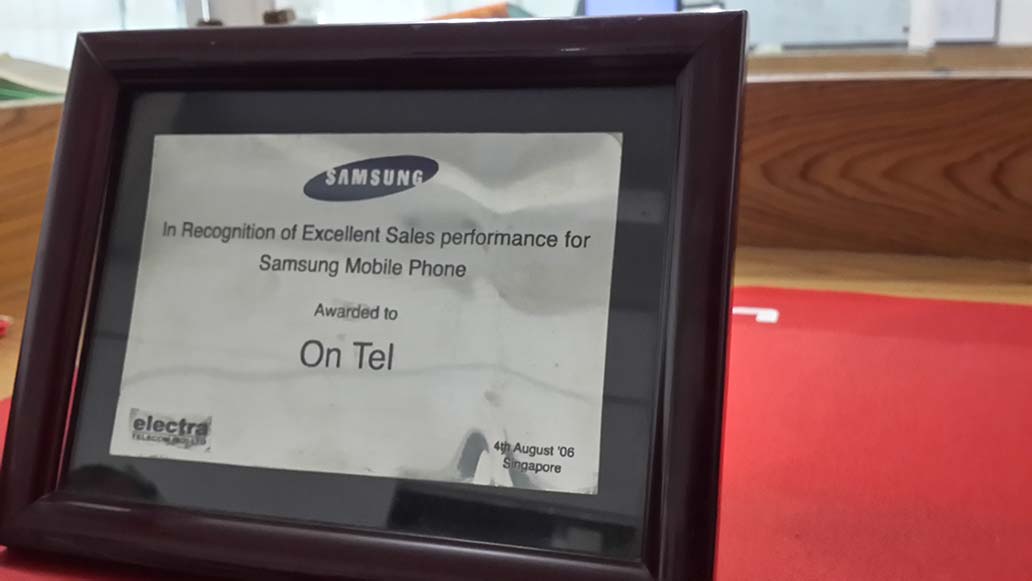 SAMSUNG
In Recognition of Excellent Sales performance for
Samsung Mobile Phone
Awarded to
On Tel
electra
4th August '06
Singapore